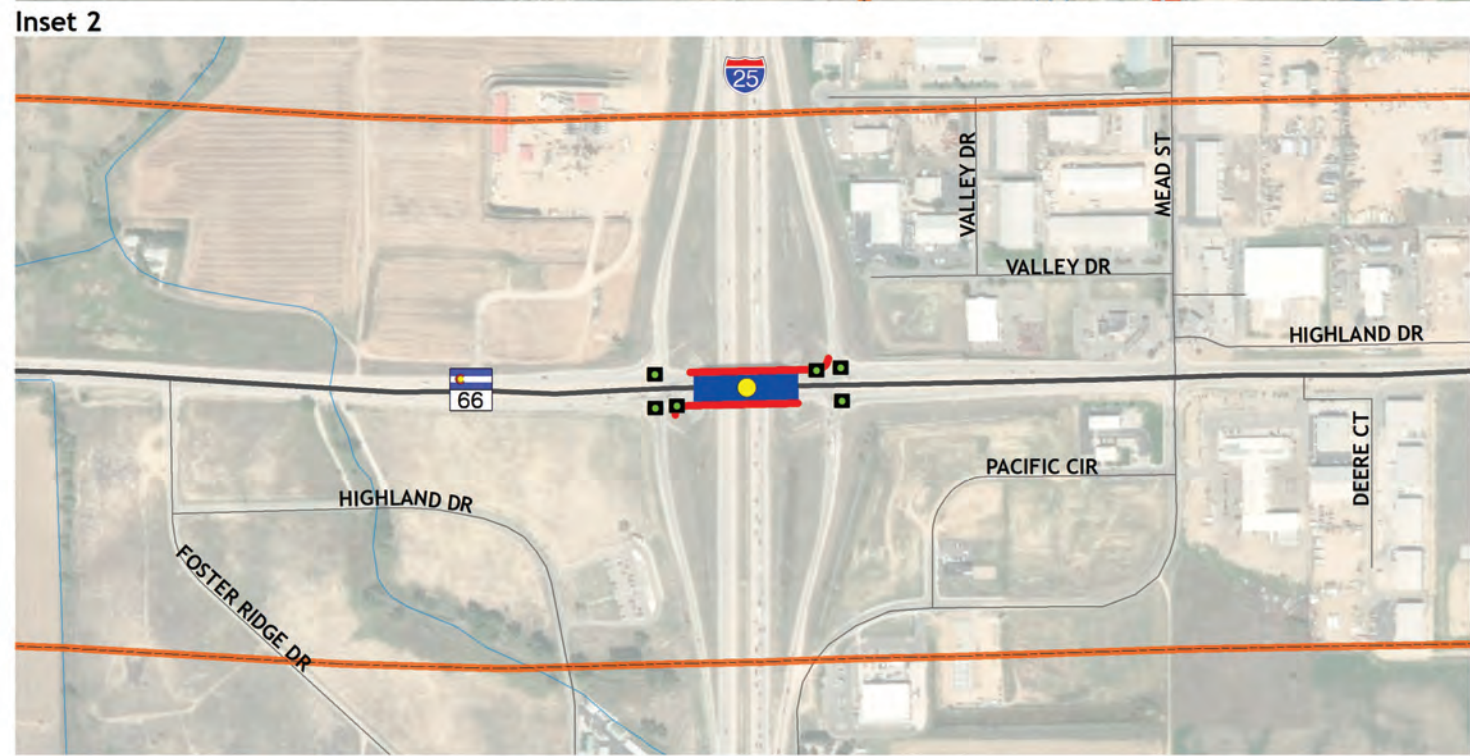 Inset 2
25
VALLEY DR
MEAD ST
VALLEY DR
HIGHLAND DR
66
DEERE CT
PACIFIC CIR
HIGHLAND DR
FOSTER RIDGE DR